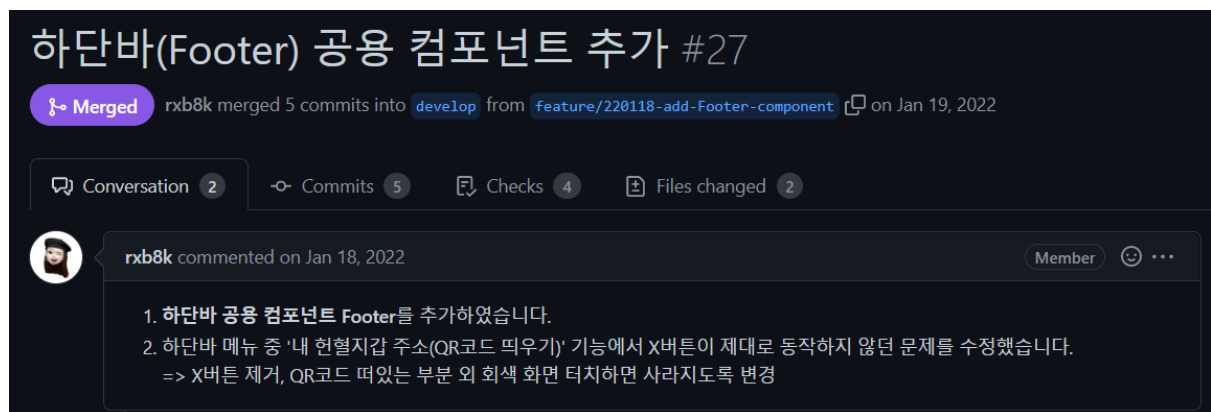 하단바(Footer) 공용 컴포넌트 추가 #27
Merged rxb8k merged 5 commits into develop from feature/220118-add-Footer-component on Jan 19, 2022
Conversation 2 Commits 5 Checks 4 Files changed 2
rxb8k commented on Jan 18, 2022 Member
1. 하단바 공용 컴포넌트 Footer를 추가하였습니다.
2. 하단바 메뉴 중 '내 헌혈지갑 주소(QR코드 띄우기)' 기능에서 X버튼이 제대로 동작하지 않던 문제를 수정했습니다.
=> X버튼 제거, QR코드 떠있는 부분 외 회색 화면 터치하면 사라지도록 변경